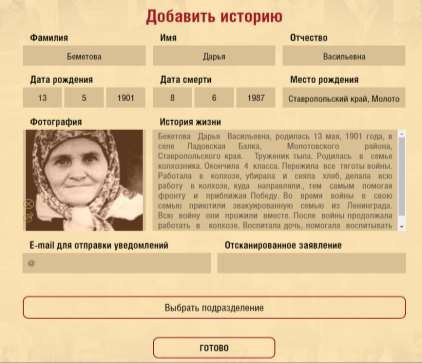 Добавить историю
Фамилия Имя Отчество
Беметова Дарья Васильевна
Дата рождения Дата смерти Место рождения
13 5 1901 8 6 1987 Ставропольский край, Молото
Фотография История жизни
Бекетова Дарья Васильевна, родилась 13 мая, 1901 года, в
селе Ладовская Балка, Молотовского района,
Ставропольского края. Труженик тыла. Родилась в семье
колхозника. Окончила 4 класса. Пережила все тяготы войны.
Работала в колхозе, убирала и сеяла хлеб, делала всю
работу в колхозе, куда направляли, тем самым помогая
фронту и приближая Победу. Во время войны в свою
семью приютили эвакуированную семью из Ленинграда.
Всю войну они прожили вместе. После войны продолжала
работать в колхозе. Воспитала дочь, помогала воспитывать
E-mail для отправки уведомлений Отсканированное заявление
@
Выбрать подразделение
ГОТОВО